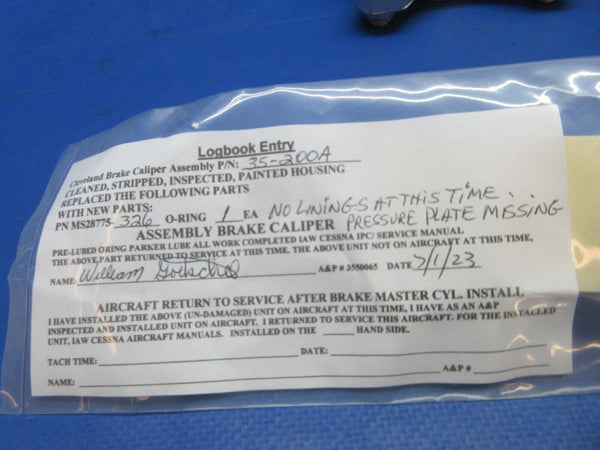 Logbook Entry
Cleveland Brake Caliper Assembly P/N: 35-200A
CLEANED, STRIPPED, INSPECTED, PAINTED HOUSING
REPLACED THE FOLLOWING PARTS
WITH NEW PARTS:
PN MS28775-326 O-RING 1 EA NO LININGS AT THIS TIME..
ASSEMBLY BRAKE CALIPER PRESSURE PLATE MISSING
PRE-LUBED ORING PARKER LUBE ALL WORK COMPLETED IAW CESSNA IPC/ SERVICE MANUAL
THE ABOVE PART RETURNED TO SERVICE AT THIS TIME. THE ABOVE UNIT NOT ON AIRCRAFT AT THIS TIME,
NAME: William A&P # 3550065 DATE 2/1/23
AIRCRAFT RETURN TO SERVICE AFTER BRAKE MASTER CYL. INSTALL
I HAVE INSTALLED THE ABOVE (UN-DAMAGED) UNIT ON AIRCRAFT AT THIS TIME, I HAVE AS AN A&P
INSPECTED AND INSTALLED UNIT ON AIRCRAFT. I RETURNED TO SERVICE THIS AIRCRAFT. FOR THE INSTALLED
UNIT, IAW CESSNA AIRCRAFT MANUALS. INSTALLED ON THE ____ HAND SIDE.
TACH TIME: ____ DATE: ____
NAME: ____ A&P # ____